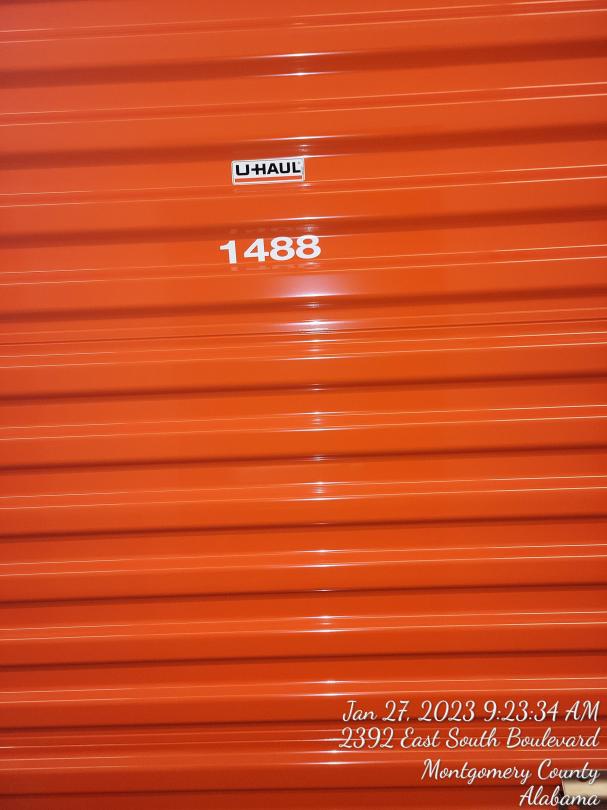 U-HAUL
1488
Jan 27, 2023 9:23:34 AM
2392 East South Boulevard
Montgomery County
Alabama